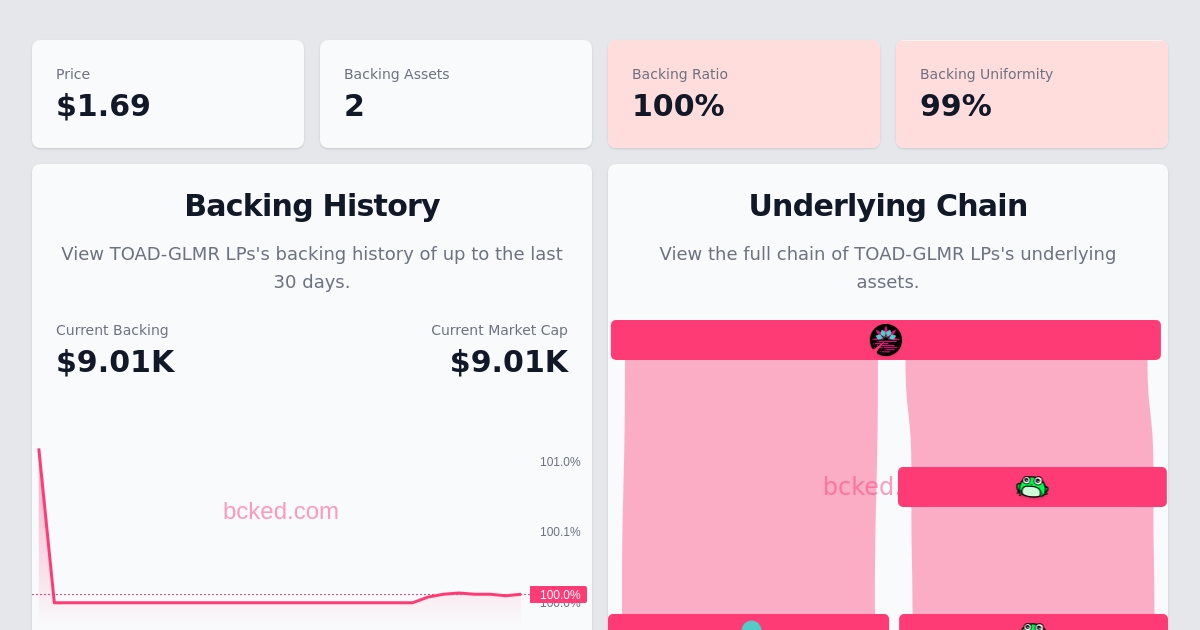 Price
$1.69
Backing Assets
2
Backing Ratio
100%
Backing Uniformity
99%
Backing History
View TOAD-GLMR LPs's backing history of up to the last
30 days.
Current Backing
$9.01K
Current Market Cap
$9.01K
101.0%
bcked.com
100.1%
100.0%
100.0%
Underlying Chain
View the full chain of TOAD-GLMR LPs's underlying
assets.
bcked.